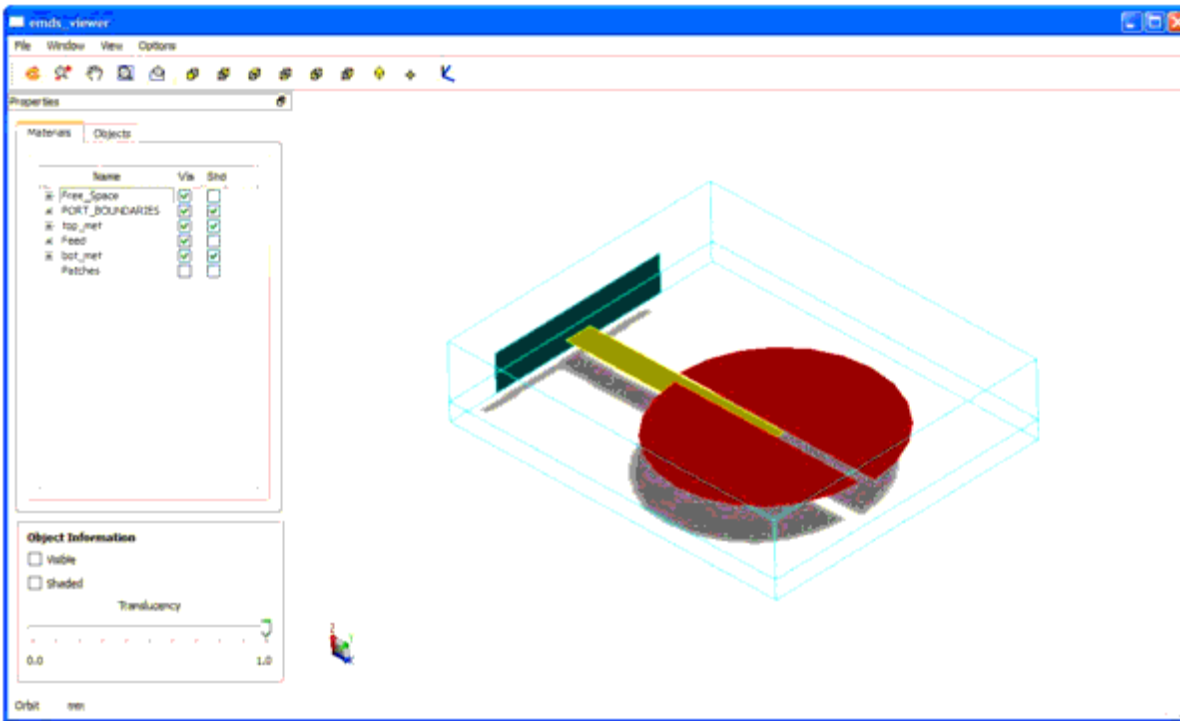 emds_viewer
File Window View Options
Properties
Materials Objects
Name Vis Shd
Free_Space
PORT_BOUNDARIES
top_met
Feed
bot_met
Patches
Object Information
Visible
Shaded
Translucency
0.0 1.0
Z
Orbit mm